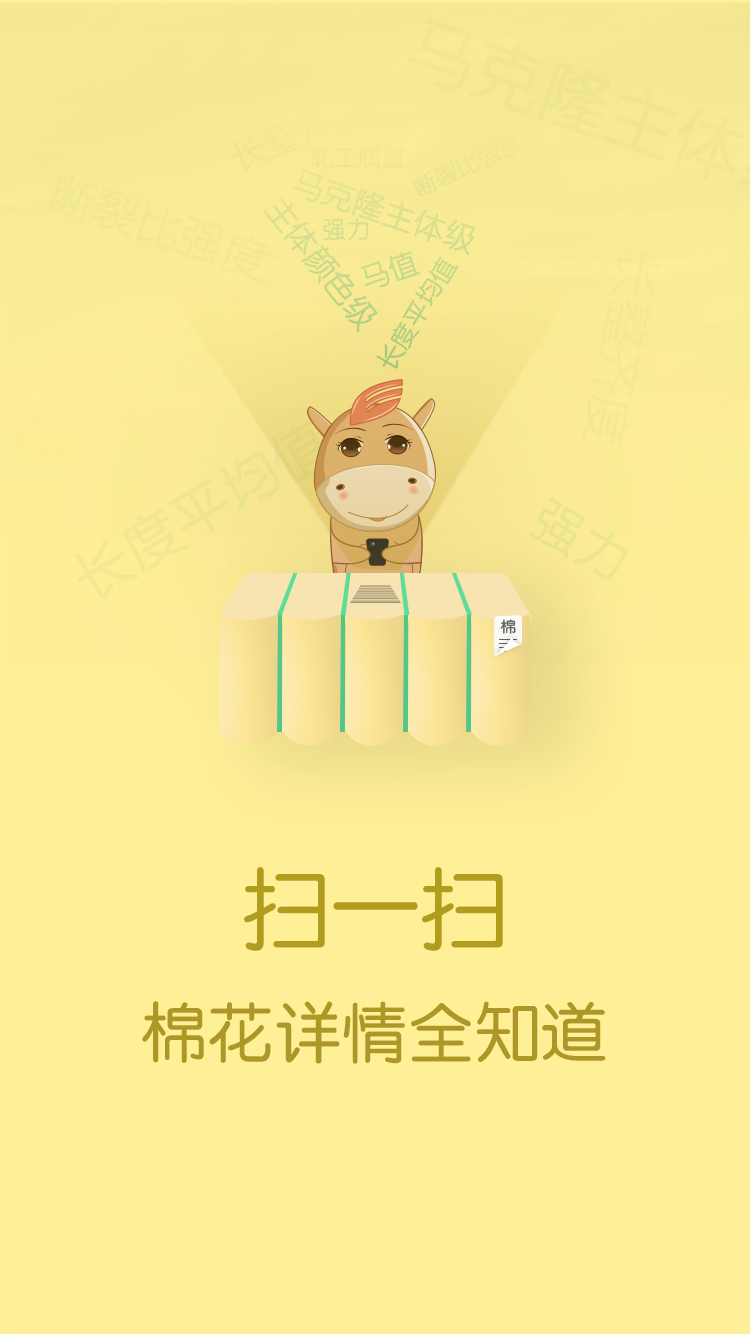 马克隆主体
长整齐度
轧工质量
断裂比强度
马克隆主体级
断裂比强度
强力
主体颜色级
马值
长度平均值
长整齐度
长度平均值
强力
棉
扫一扫
棉花详情全知道